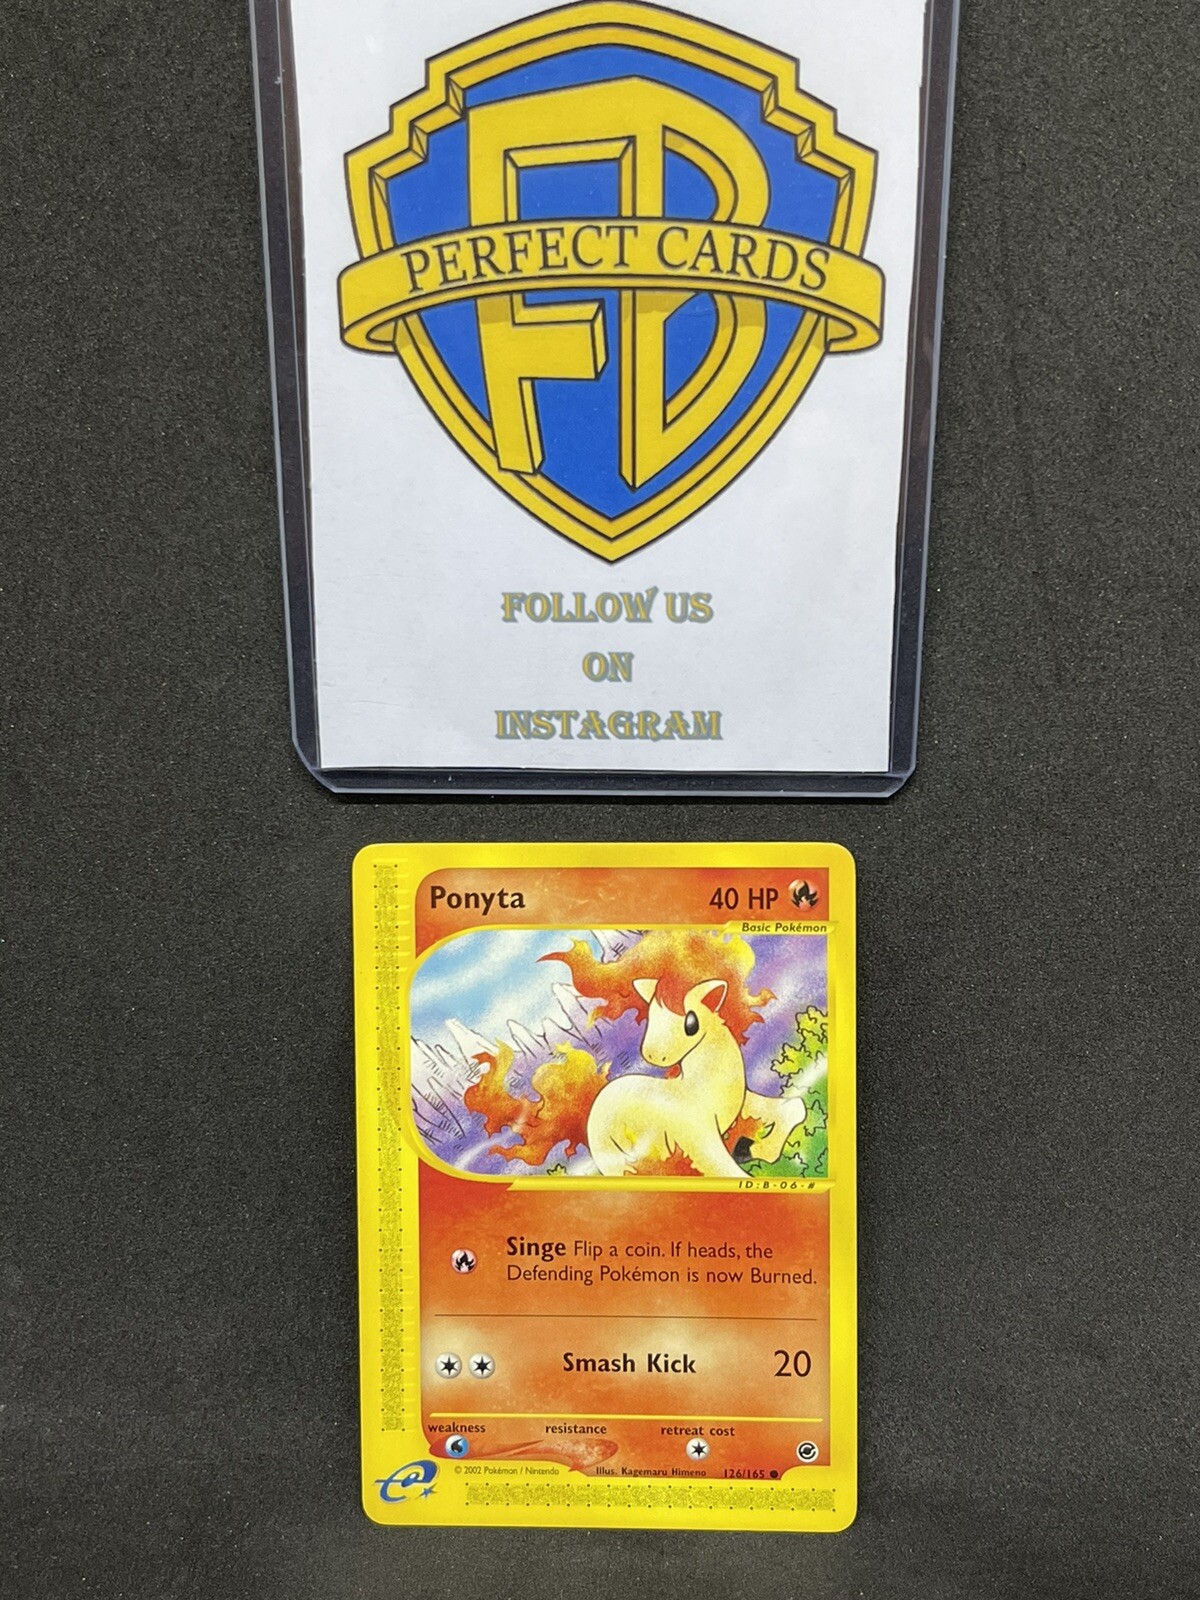 FB
PERFECT CARDS
FOLLOW US
ON
INSTAGRAM
Ponyta 40 HP
Basic Pokémon
ID:B-06-#
Singe Flip a coin. If heads, the
Defending Pokémon is now Burned.
Smash Kick 20
weakness resistance retreat cost
e
© 2002 Pokémon / Nintendo Illus. Kagemaru Himeno 126/165